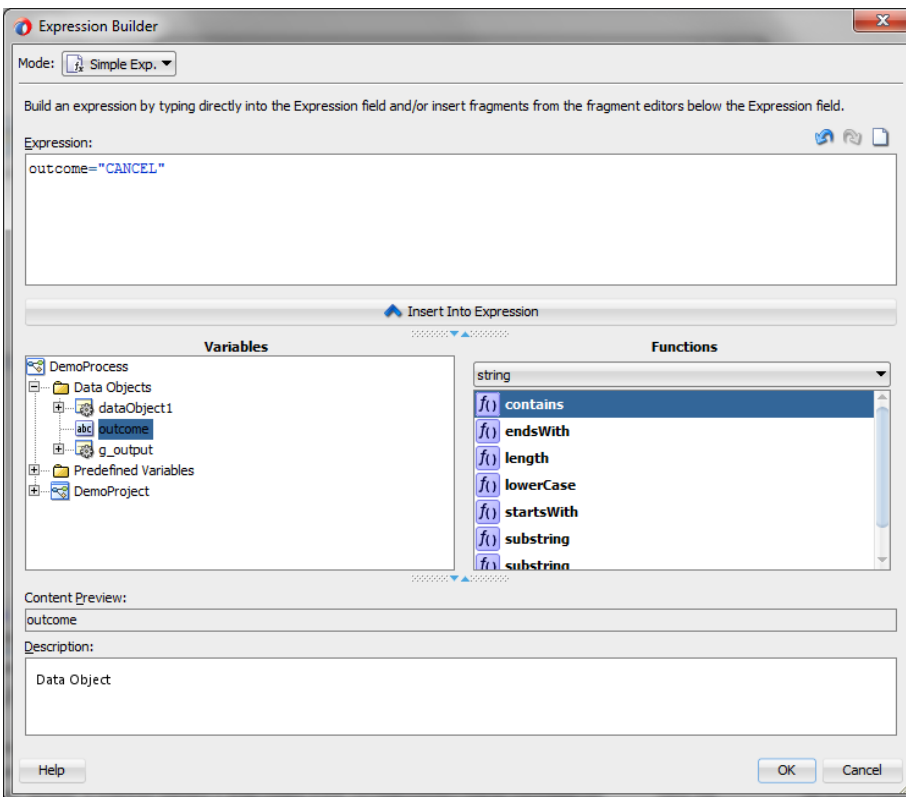 Expression Builder
Mode: Simple Exp.
Build an expression by typing directly into the Expression field and/or insert fragments from the fragment editors below the Expression field.
Expression:
outcome="CANCEL"
Insert Into Expression
Variables
DemoProcess
Data Objects
dataObject1
abc outcome
g_output
Predefined Variables
DemoProject
Functions
string
f() contains
f() endsWith
f() length
f() lowerCase
f() startsWith
f() substring
f() substring
Content Preview:
outcome
Description:
Data Object
Help OK Cancel